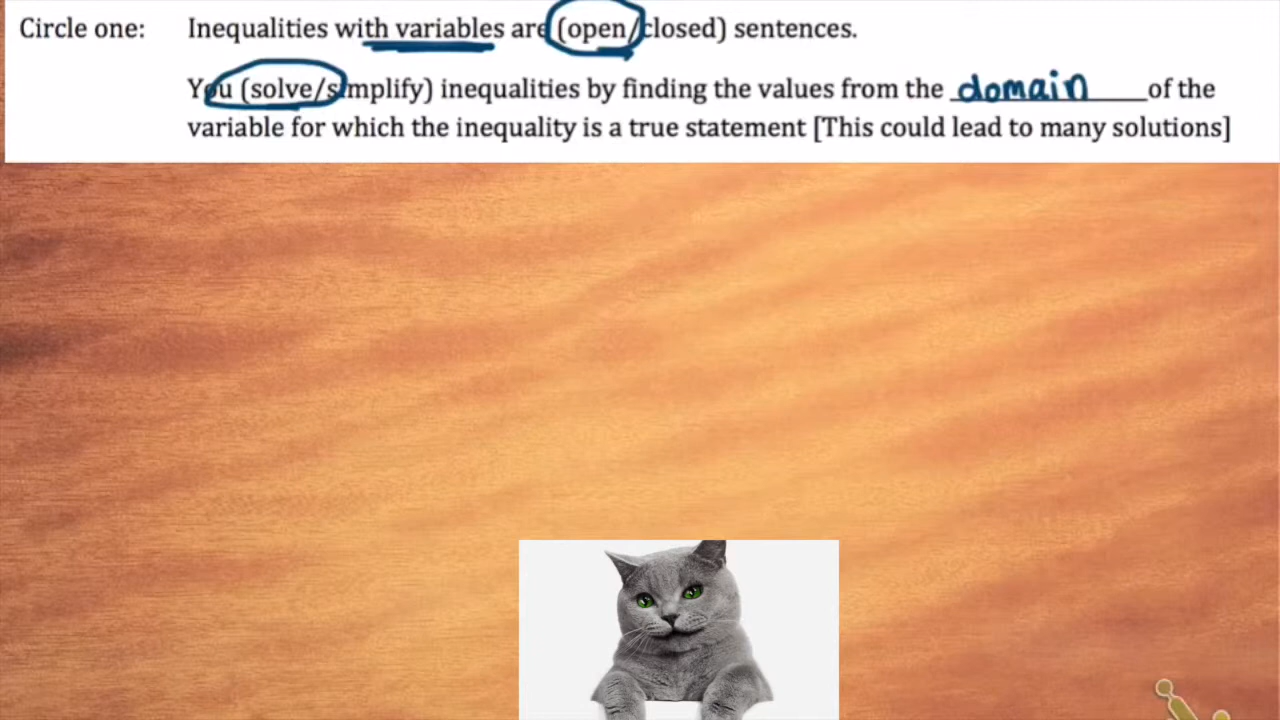 Circle one: Inequalities with variables are (open/closed) sentences.
You (solve/simplify) inequalities by finding the values from the domain of the
variable for which the inequality is a true statement [This could lead to many solutions]